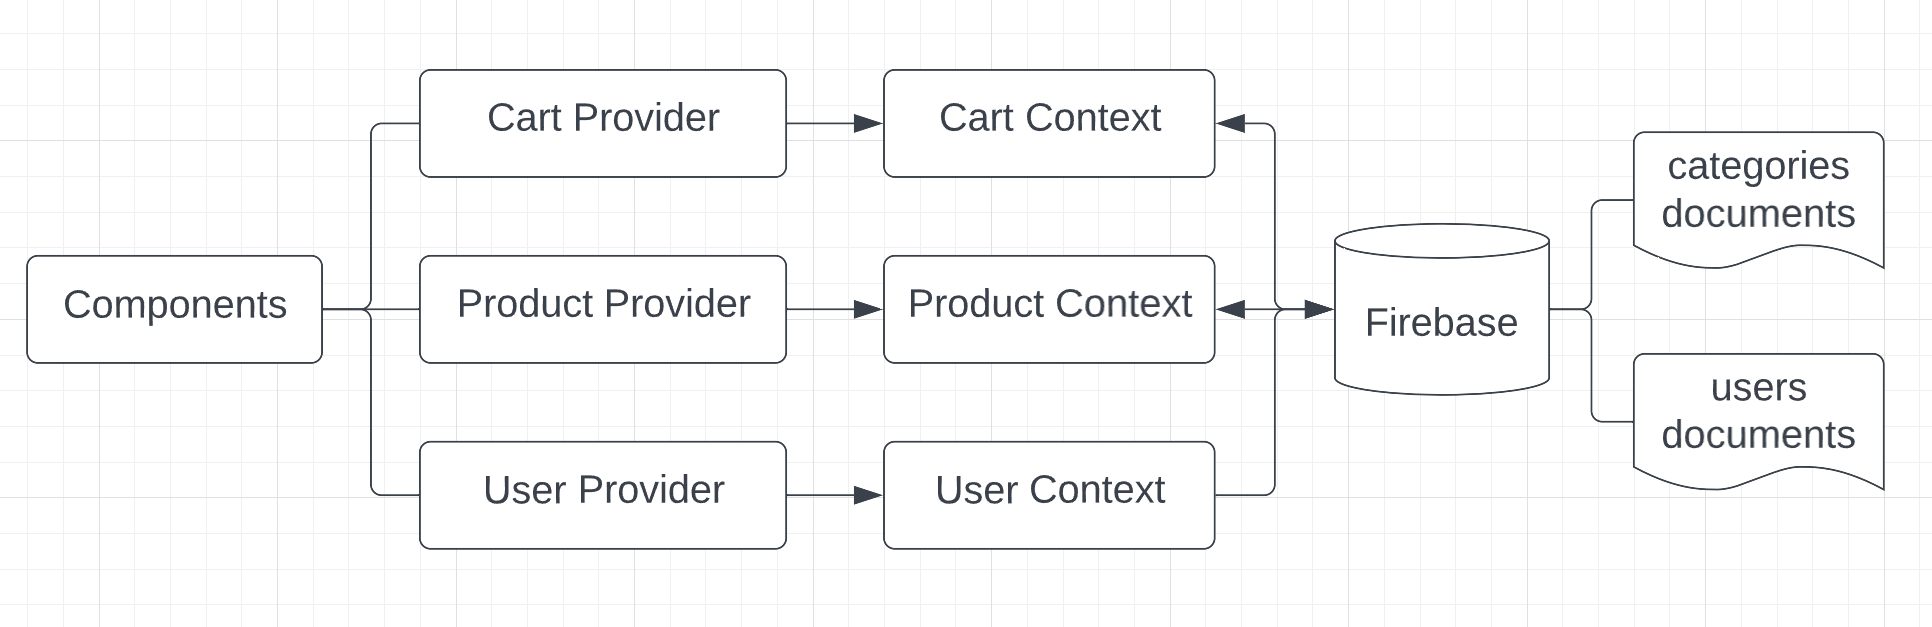 Cart Provider
Cart Context
categories
documents
Components
Product Provider
Product Context
Firebase
users
documents
User Provider
User Context